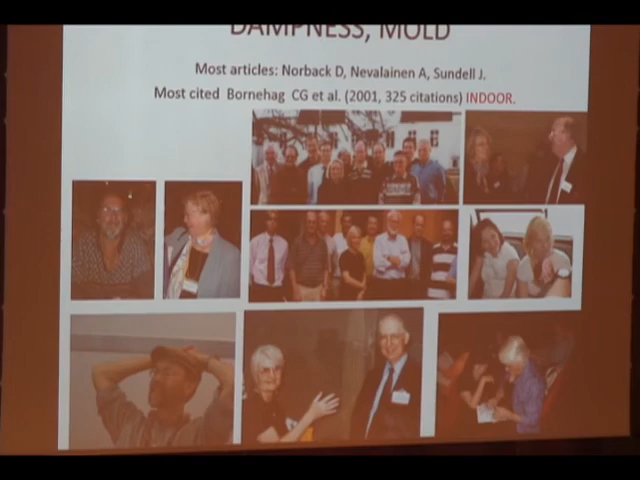 DAMPNESS, MOLD
Most articles: Norback D, Nevalainen A, Sundell J.
Most cited Bornehag CG et al. (2001, 325 citations) INDOOR.